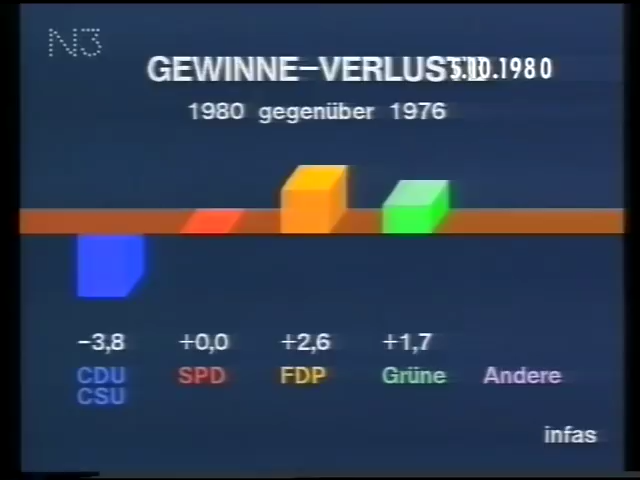 N3
GEWINNE-VERLUSTE
5.10.1980
1980 gegenüber 1976
-3,8 +0,0 +2,6 +1,7
CDU SPD FDP Grüne Andere
CSU
infas